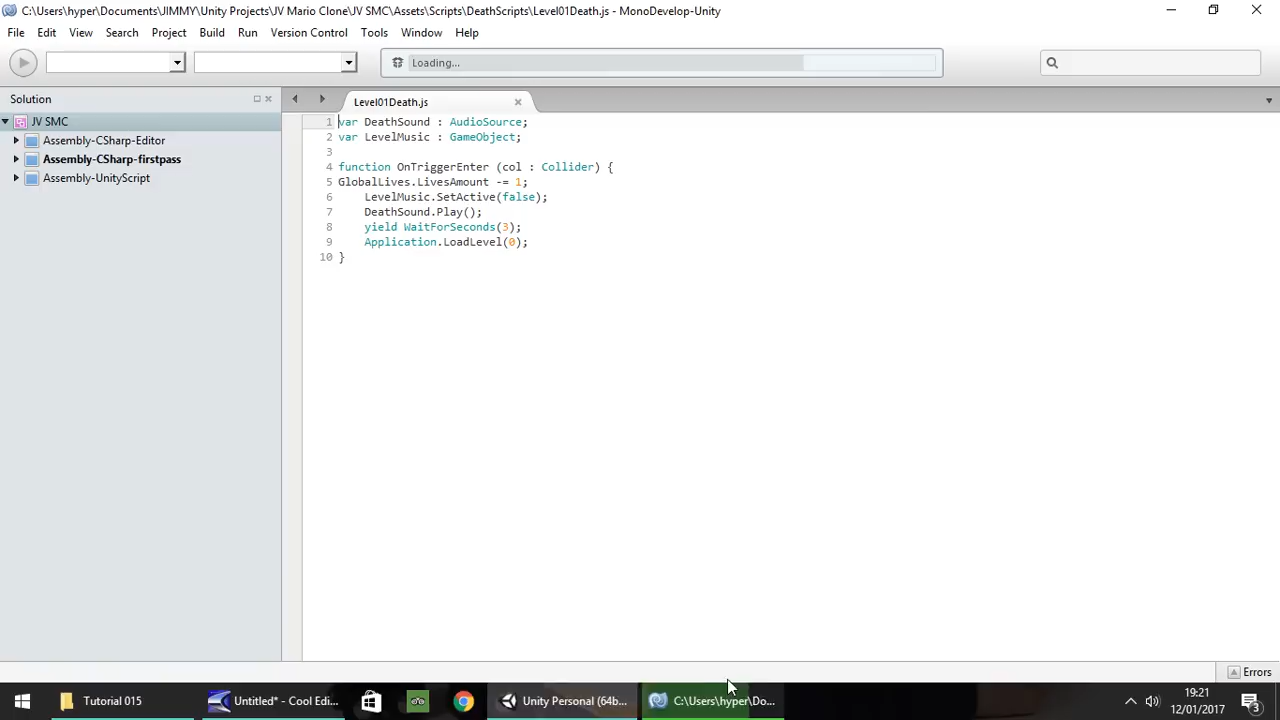 C:\Users\hyper\Documents\JIMMY\Unity Projects\JV Mario Clone\JV SMC\Assets\Scripts\DeathScripts\Level01Death.js - MonoDevelop-Unity
File Edit View Search Project Build Run Version Control Tools Window Help
Loading...
Solution
Level01Death.js
JV SMC
Assembly-CSharp-Editor
Assembly-CSharp-firstpass
Assembly-UnityScript
1 var DeathSound : AudioSource;
2 var LevelMusic : GameObject;
3
4 function OnTriggerEnter (col : Collider) {
5 GlobalLives.LivesAmount -= 1;
6 LevelMusic.SetActive(false);
7 DeathSound.Play();
8 yield WaitForSeconds(3);
9 Application.LoadLevel(0);
10 }
Errors
Tutorial 015
Untitled* - Cool Edi...
Unity Personal (64b...
C:\Users\hyper\Do...
19:21
12/01/2017
3